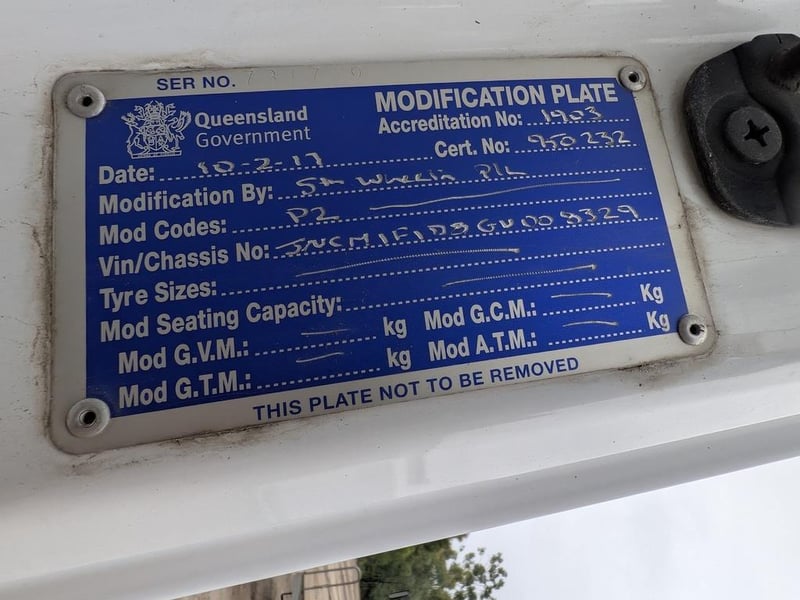 SER NO.
Queensland
Government
MODIFICATION PLATE
Accreditation No: 1903
Cert. No: 950232
Date: 10-2-17
Modification By:
Mod Codes: P2
Vin/Chassis No:
Tyre Sizes:
Mod Seating Capacity:
Mod G.V.M.: — kg Mod G.C.M.: — Kg
Mod G.T.M.: — kg Mod A.T.M.: — Kg
THIS PLATE NOT TO BE REMOVED